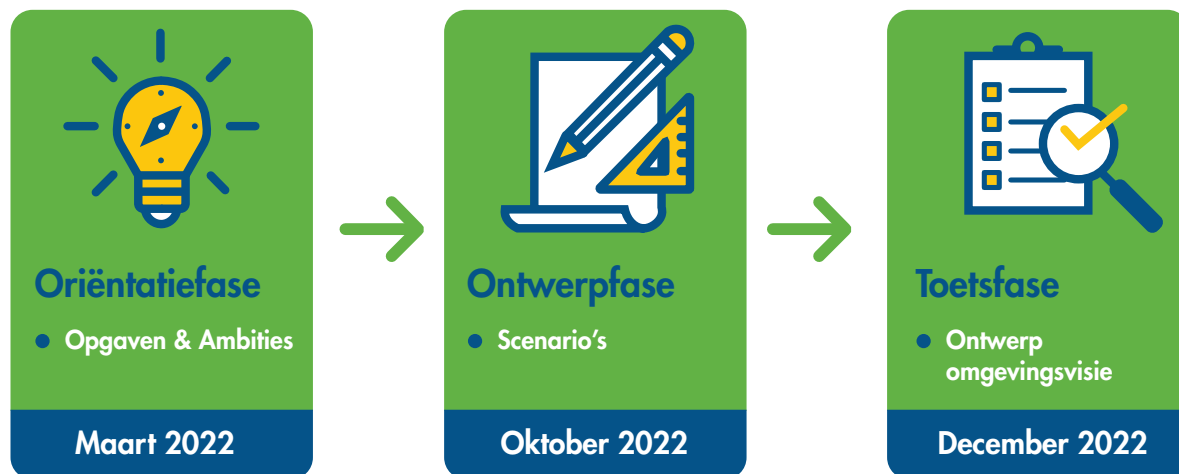 Oriëntatiefase
Opgaven & Ambities
Maart 2022
Ontwerpfase
Scenario's
Oktober 2022
Toetsfase
Ontwerp
omgevingsvisie
December 2022